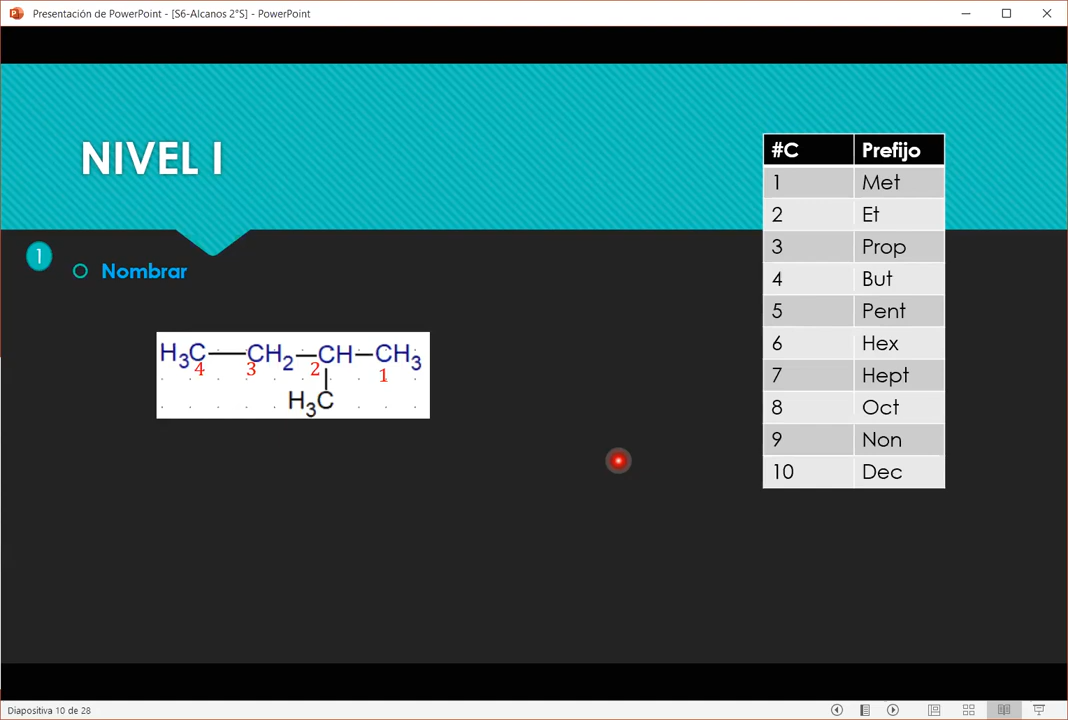 Presentación de PowerPoint - [S6-Alcanos 2°S] - PowerPoint
NIVEL I
#C Prefijo
1 Met
2 Et
3 Prop
4 But
5 Pent
6 Hex
7 Hept
8 Oct
9 Non
10 Dec
1
Nombrar
H3C—CH2—CH—CH3
4 3 2 1
H3C
Diapositiva 10 de 28